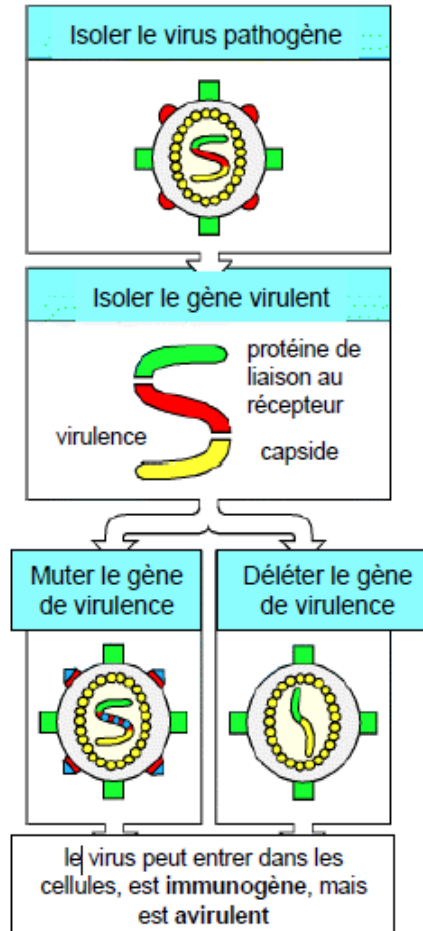 Isoler le virus pathogène
Isoler le gène virulent
protéine de
liaison au
récepteur
virulence
capside
Muter le gène
de virulence
Déléter le gène
de virulence
le virus peut entrer dans les
cellules, est immunogène, mais
est avirulent